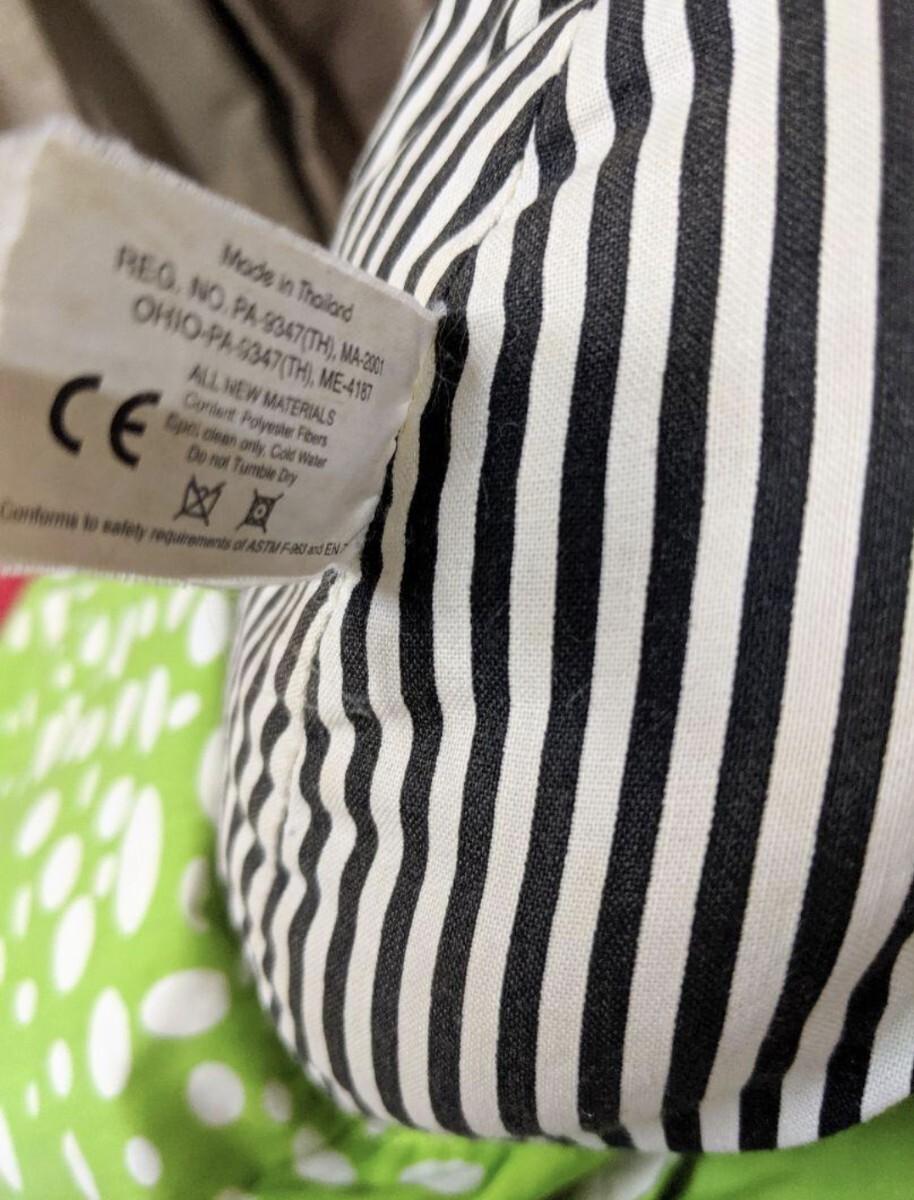 Made in Thailand
REG. NO. PA-9347(TH), MA-2001
OHIO-PA-9347(TH), ME-4187
ALL NEW MATERIALS
Content: Polyester Fibers
Spot clean only, Cold Water
Do not Tumble Dry
CE
Conforms to safety requirements of ASTM F-963 and EN